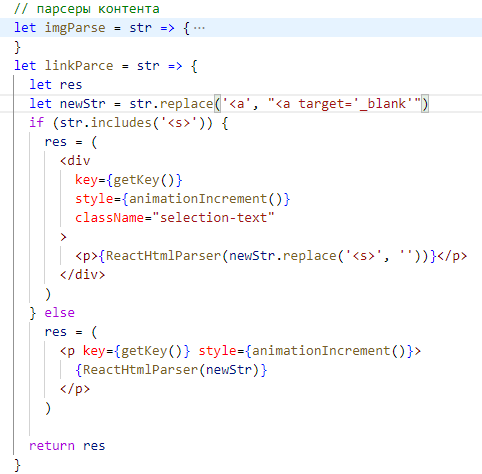 // парсеры контента
let imgParse = str => { ⋯
}
let linkParce = str => {
  let res
  let newStr = str.replace('<a', "<a target='_blank'")
  if (str.includes('<s>')) {
    res = (
      <div
        key={getKey()}
        style={animationIncrement()}
        className="selection-text"
      >
        <p>{ReactHtmlParser(newStr.replace('<s>', ''))}</p>
      </div>
    )
  } else
    res = (
      <p key={getKey()} style={animationIncrement()}>
        {ReactHtmlParser(newStr)}
      </p>
    )
  return res
}